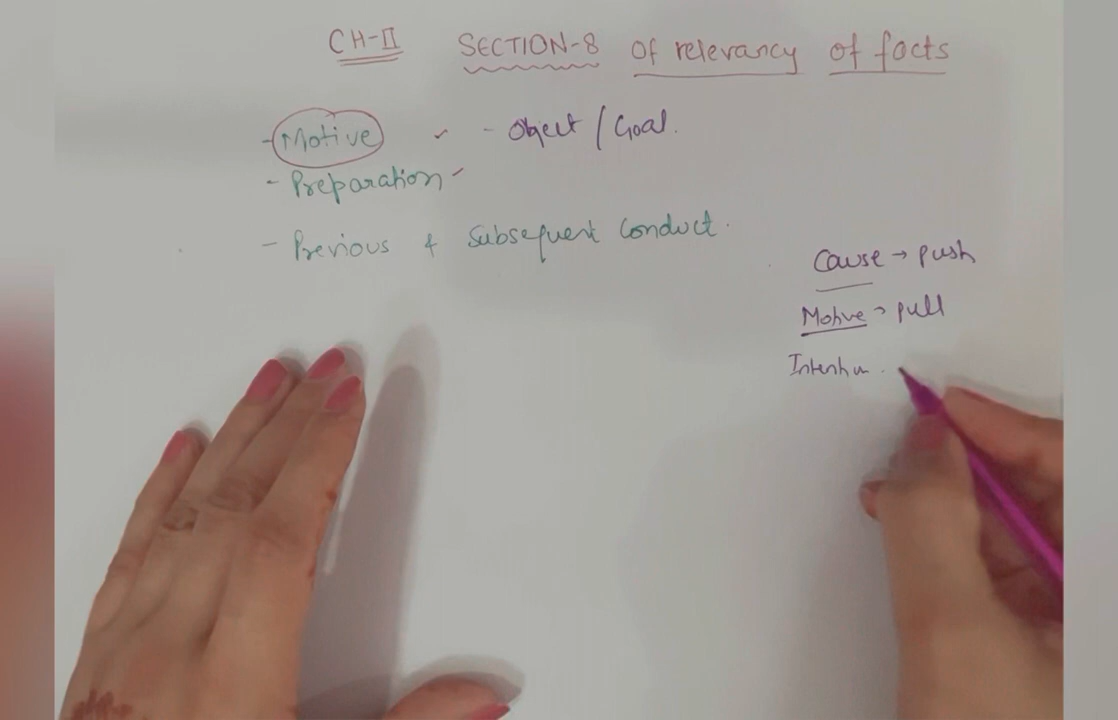 CH-II SECTION-8 Of relevancy of facts
- Motive - Object / Goal.
- Preparation
- Previous & Subsequent Conduct.
Cause → push
Motive → pull
Intention.